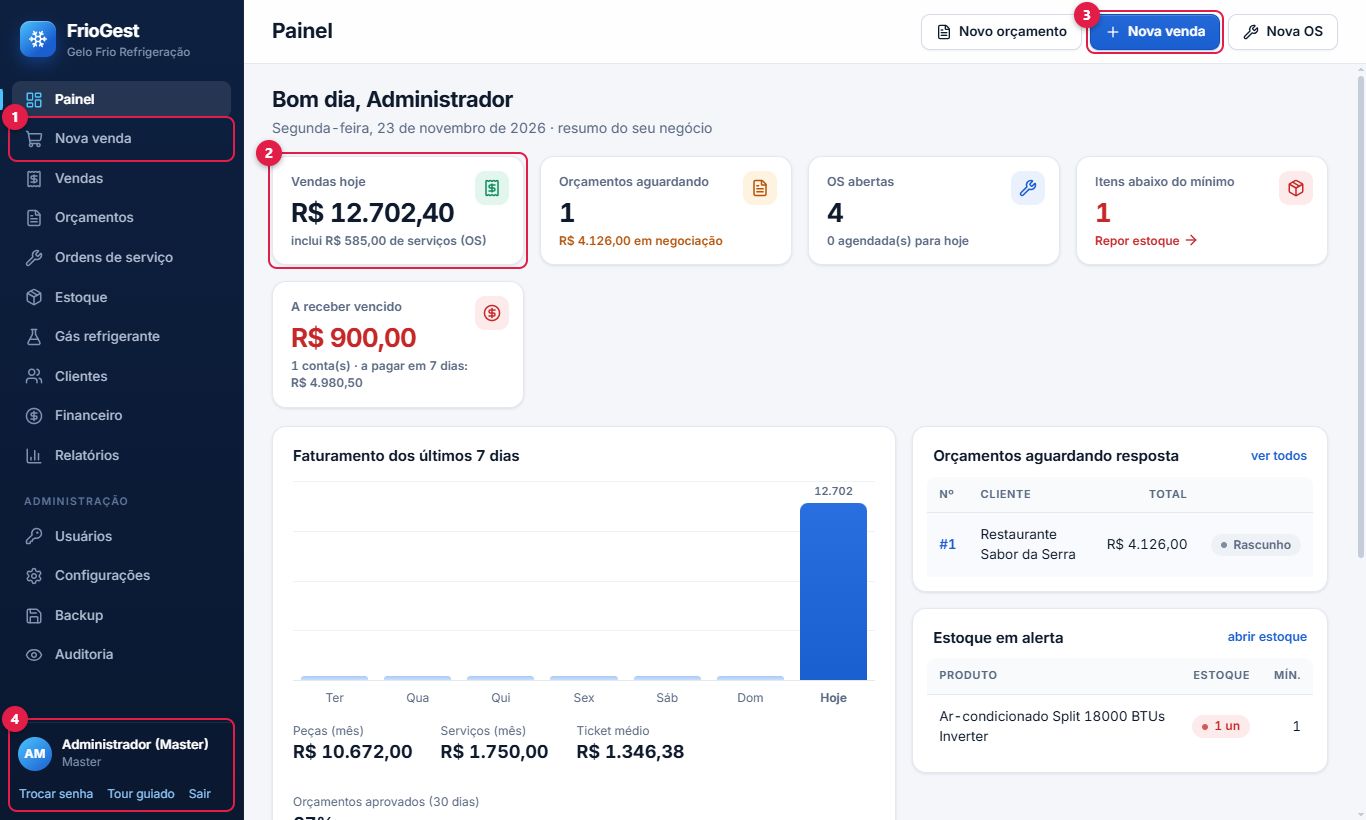 FrioGest
Gelo Frio Refrigeração
Painel
1
Nova venda
Vendas
Orçamentos
Ordens de serviço
Estoque
Gás refrigerante
Clientes
Financeiro
Relatórios
ADMINISTRAÇÃO
Usuários
Configurações
Backup
Auditoria
4
AM
Administrador (Master)
Master
Trocar senha Tour guiado Sair
Painel
Novo orçamento
3
Nova venda
Nova OS
Bom dia, Administrador
Segunda-feira, 23 de novembro de 2026 · resumo do seu negócio
2
Vendas hoje
R$ 12.702,40
inclui R$ 585,00 de serviços (OS)
Orçamentos aguardando
1
R$ 4.126,00 em negociação
OS abertas
4
0 agendada(s) para hoje
Itens abaixo do mínimo
1
Repor estoque →
A receber vencido
R$ 900,00
1 conta(s) · a pagar em 7 dias:
R$ 4.980,50
Faturamento dos últimos 7 dias
12.702
Ter Qua Qui Sex Sáb Dom Hoje
Peças (mês) Serviços (mês) Ticket médio
R$ 10.672,00 R$ 1.750,00 R$ 1.346,38
Orçamentos aprovados (30 dias)
Orçamentos aguardando resposta ver todos
Nº CLIENTE TOTAL
#1 Restaurante
Sabor da Serra R$ 4.126,00 Rascunho
Estoque em alerta abrir estoque
PRODUTO ESTOQUE MÍN.
Ar-condicionado Split 18000 BTUs
Inverter 1 un 1